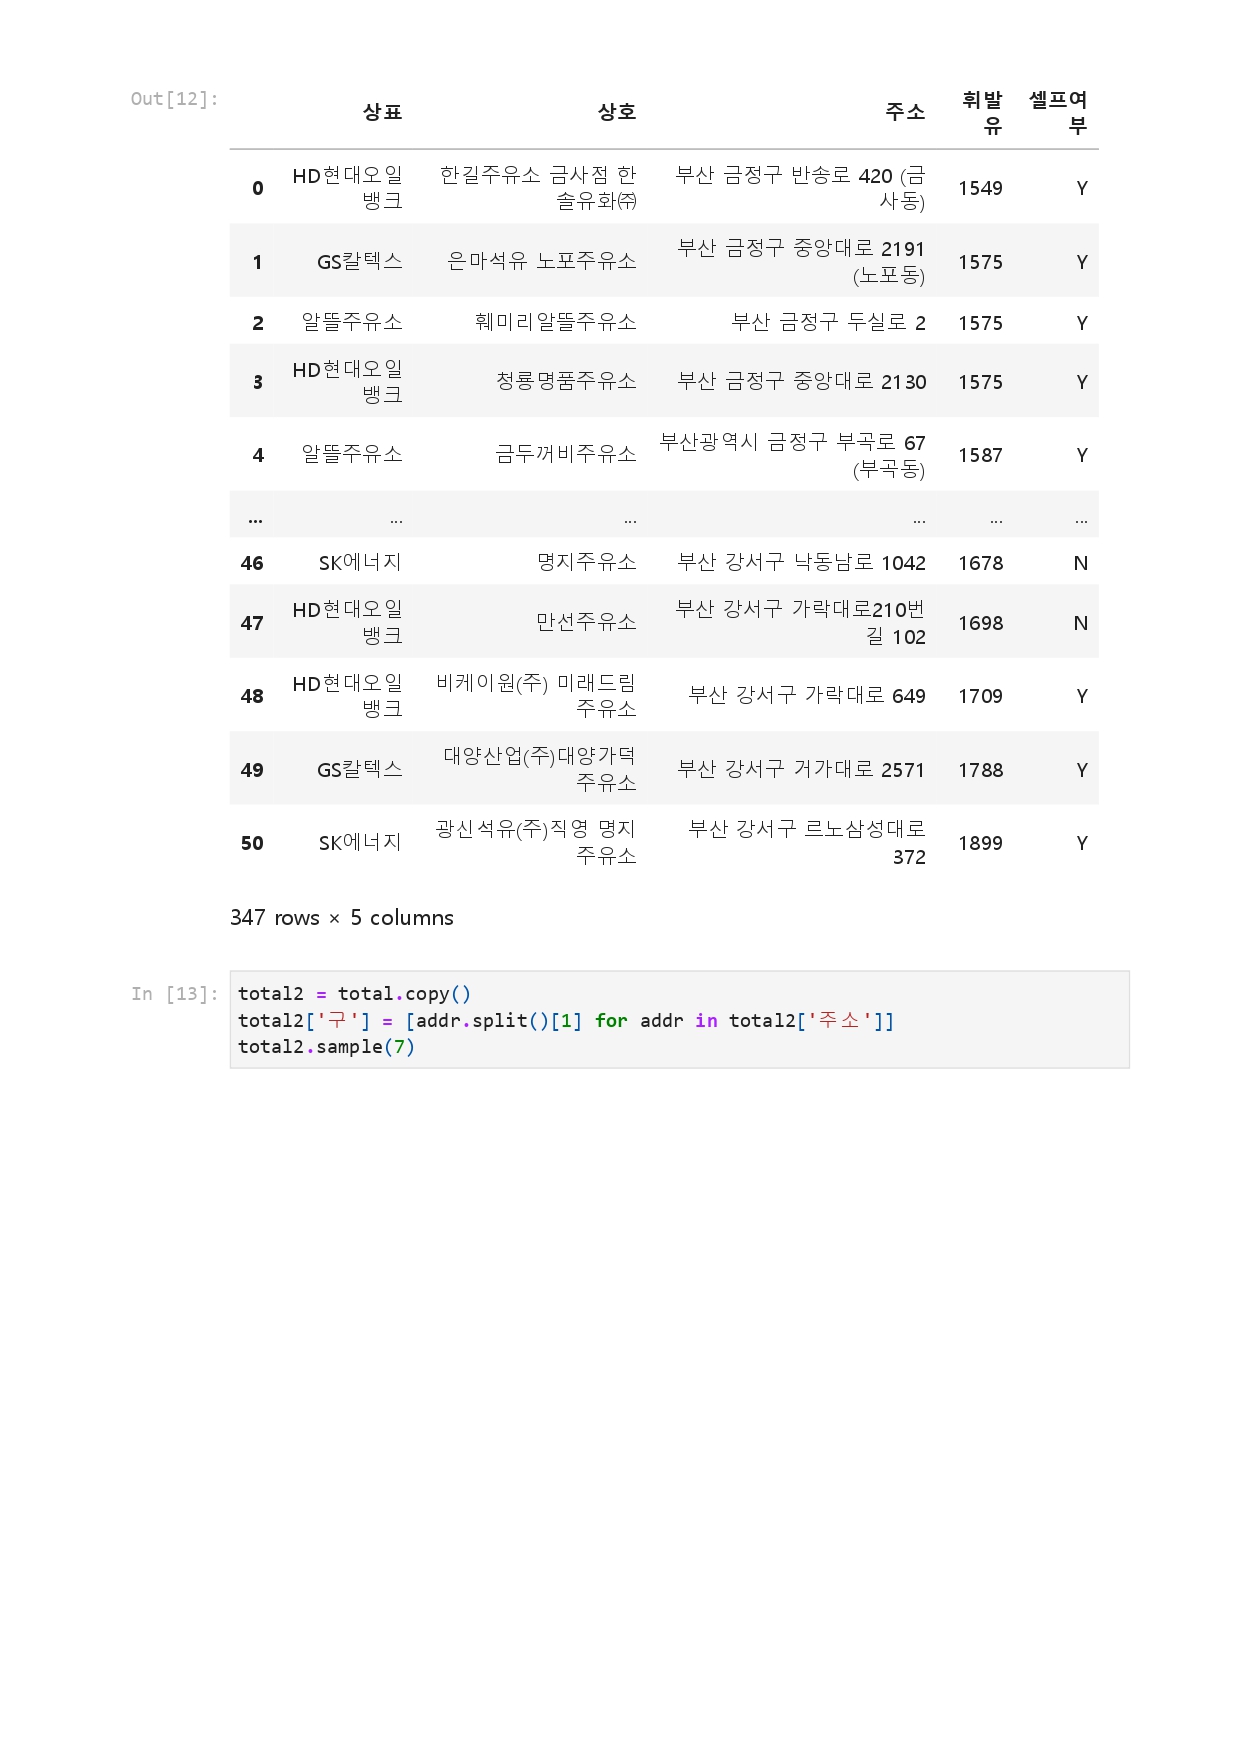 Out[12]:
상표 상호 주소 휘발유 셀프여부
0 HD현대오일뱅크 한길주유소 금사점 한솔유화㈜ 부산 금정구 반송로 420 (금사동) 1549 Y
1 GS칼텍스 은마석유 노포주유소 부산 금정구 중앙대로 2191 (노포동) 1575 Y
2 알뜰주유소 훼미리알뜰주유소 부산 금정구 두실로 2 1575 Y
3 HD현대오일뱅크 청룡명품주유소 부산 금정구 중앙대로 2130 1575 Y
4 알뜰주유소 금두꺼비주유소 부산광역시 금정구 부곡로 67 (부곡동) 1587 Y
... ... ... ... ... ...
46 SK에너지 명지주유소 부산 강서구 낙동남로 1042 1678 N
47 HD현대오일뱅크 만선주유소 부산 강서구 가락대로210번길 102 1698 N
48 HD현대오일뱅크 비케이원(주) 미래드림주유소 부산 강서구 가락대로 649 1709 Y
49 GS칼텍스 대양산업(주)대양가덕주유소 부산 강서구 거가대로 2571 1788 Y
50 SK에너지 광신석유(주)직영 명지주유소 부산 강서구 르노삼성대로 372 1899 Y
347 rows × 5 columns
In [13]:
total2 = total.copy()
total2['구'] = [addr.split()[1] for addr in total2['주소']]
total2.sample(7)